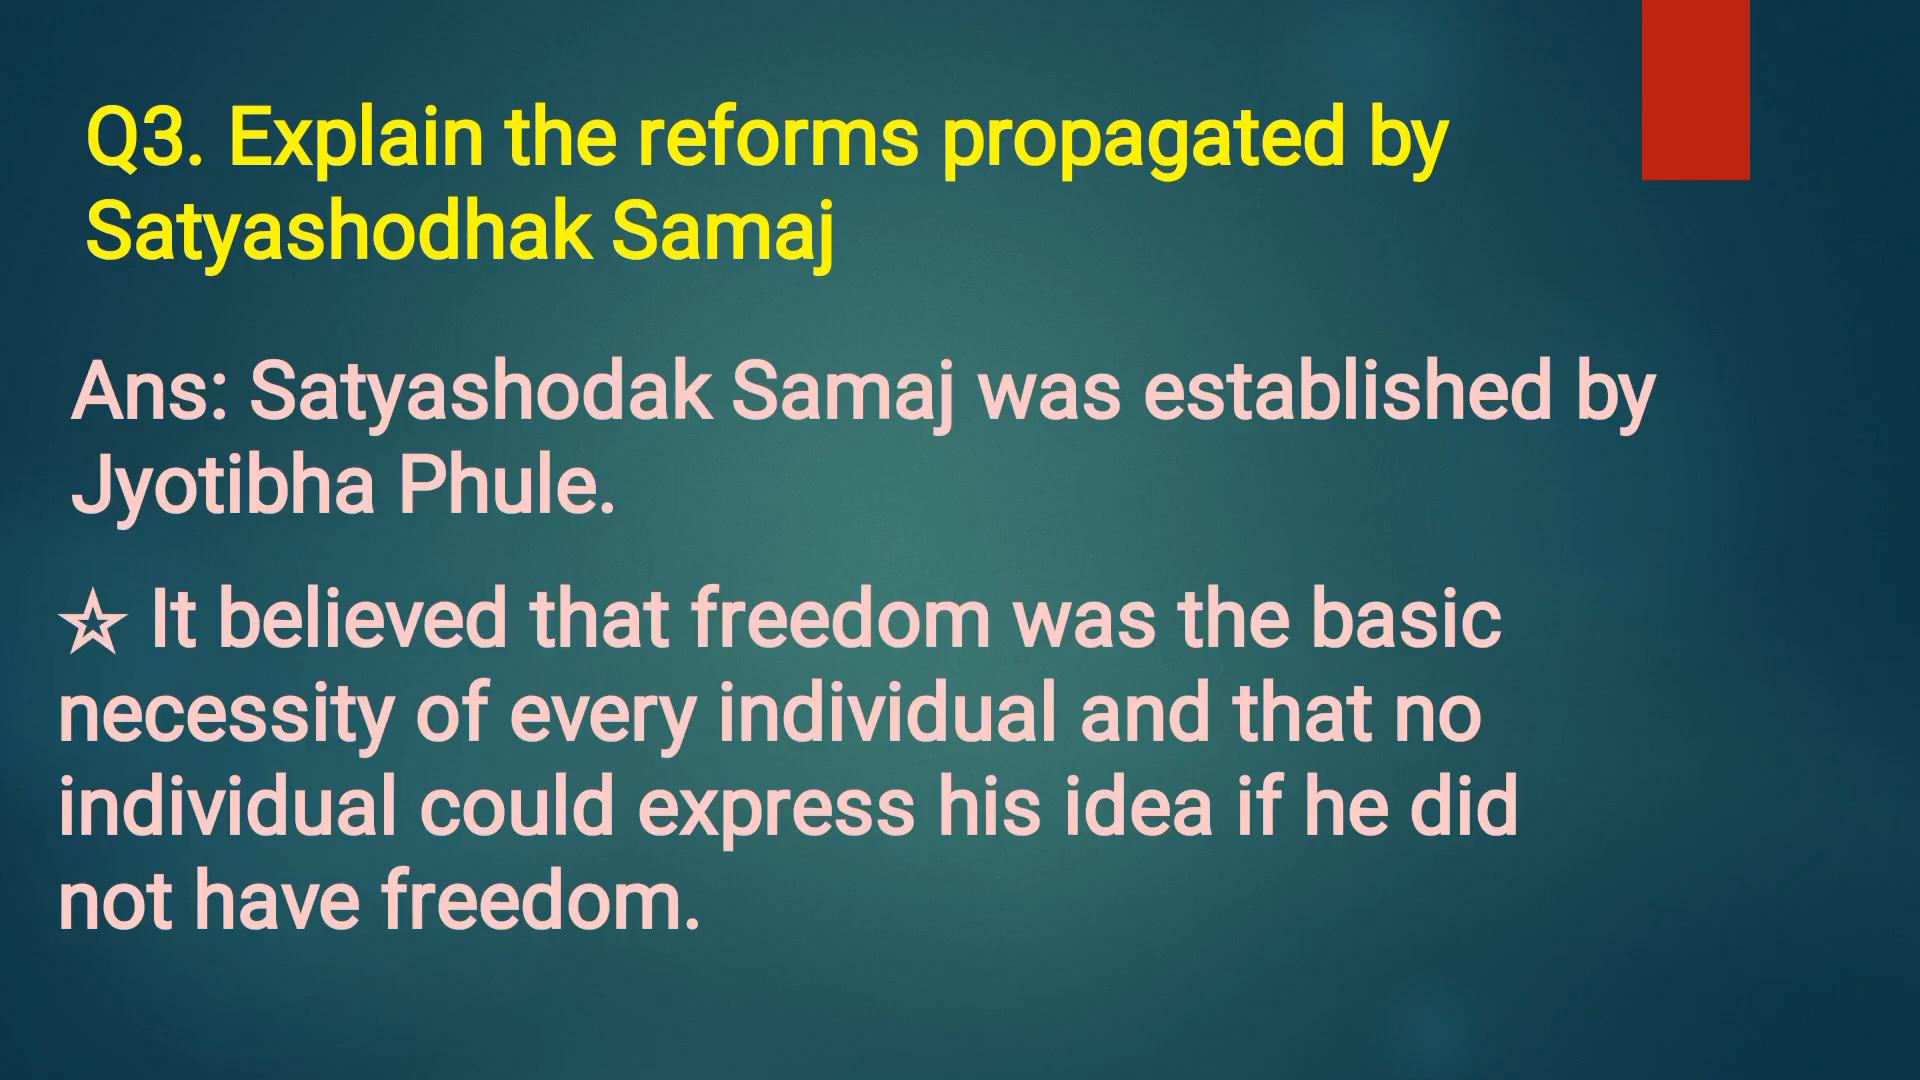 Q3. Explain the reforms propagated by
Satyashodhak Samaj
Ans: Satyashodak Samaj was established by
Jyotibha Phule.
☆ It believed that freedom was the basic
necessity of every individual and that no
individual could express his idea if he did
not have freedom.